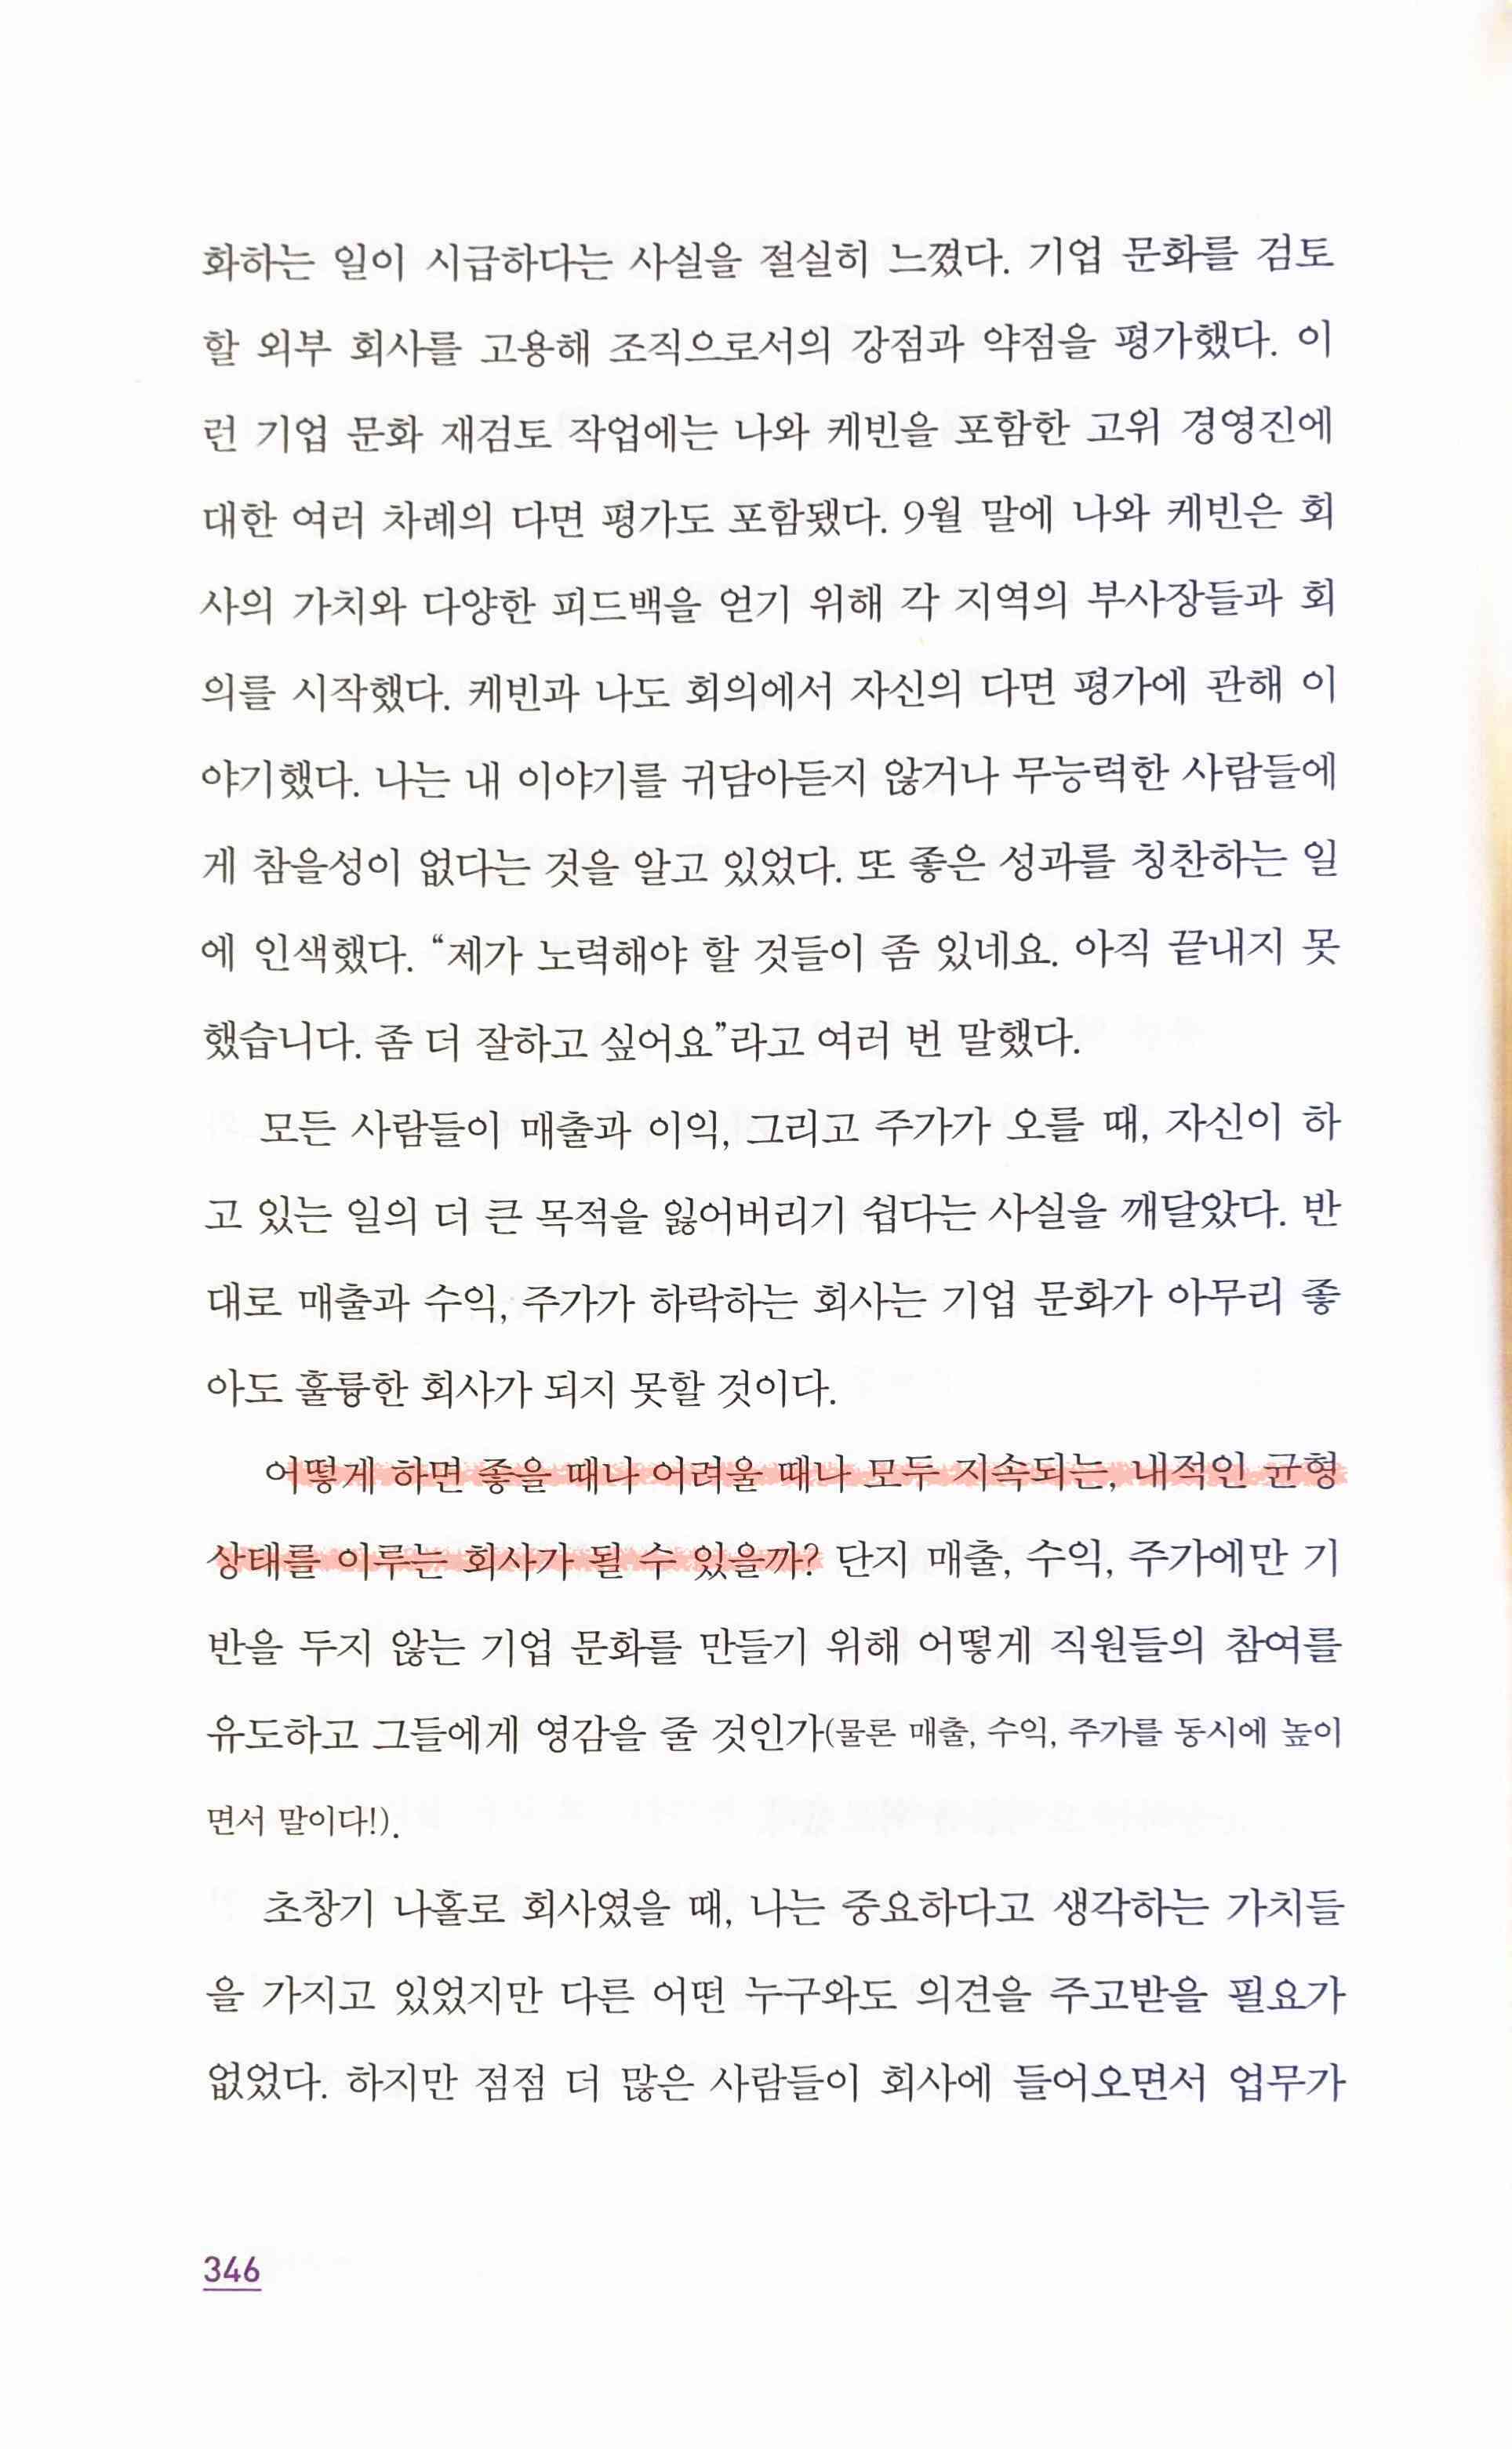 화하는 일이 시급하다는 사실을 절실히 느꼈다. 기업 문화를 검토
할 외부 회사를 고용해 조직으로서의 강점과 약점을 평가했다. 이
런 기업 문화 재검토 작업에는 나와 케빈을 포함한 고위 경영진에
대한 여러 차례의 다면 평가도 포함됐다. 9월 말에 나와 케빈은 회
사의 가치와 다양한 피드백을 얻기 위해 각 지역의 부사장들과 회
의를 시작했다. 케빈과 나도 회의에서 자신의 다면 평가에 관해 이
야기했다. 나는 내 이야기를 귀담아듣지 않거나 무능력한 사람들에
게 참을성이 없다는 것을 알고 있었다. 또 좋은 성과를 칭찬하는 일
에 인색했다. “제가 노력해야 할 것들이 좀 있네요. 아직 끝내지 못
했습니다. 좀 더 잘하고 싶어요”라고 여러 번 말했다.
모든 사람들이 매출과 이익, 그리고 주가가 오를 때, 자신이 하
고 있는 일의 더 큰 목적을 잃어버리기 쉽다는 사실을 깨달았다. 반
대로 매출과 수익, 주가가 하락하는 회사는 기업 문화가 아무리 좋
아도 훌륭한 회사가 되지 못할 것이다.
어떻게 하면 좋을 때나 어려울 때나 모두 지속되는, 내적인 균형
상태를 이루는 회사가 될 수 있을까? 단지 매출, 수익, 주가에만 기
반을 두지 않는 기업 문화를 만들기 위해 어떻게 직원들의 참여를
유도하고 그들에게 영감을 줄 것인가(물론 매출, 수익, 주가를 동시에 높이
면서 말이다!).
초창기 나홀로 회사였을 때, 나는 중요하다고 생각하는 가치들
을 가지고 있었지만 다른 어떤 누구와도 의견을 주고받을 필요가
없었다. 하지만 점점 더 많은 사람들이 회사에 들어오면서 업무가
346